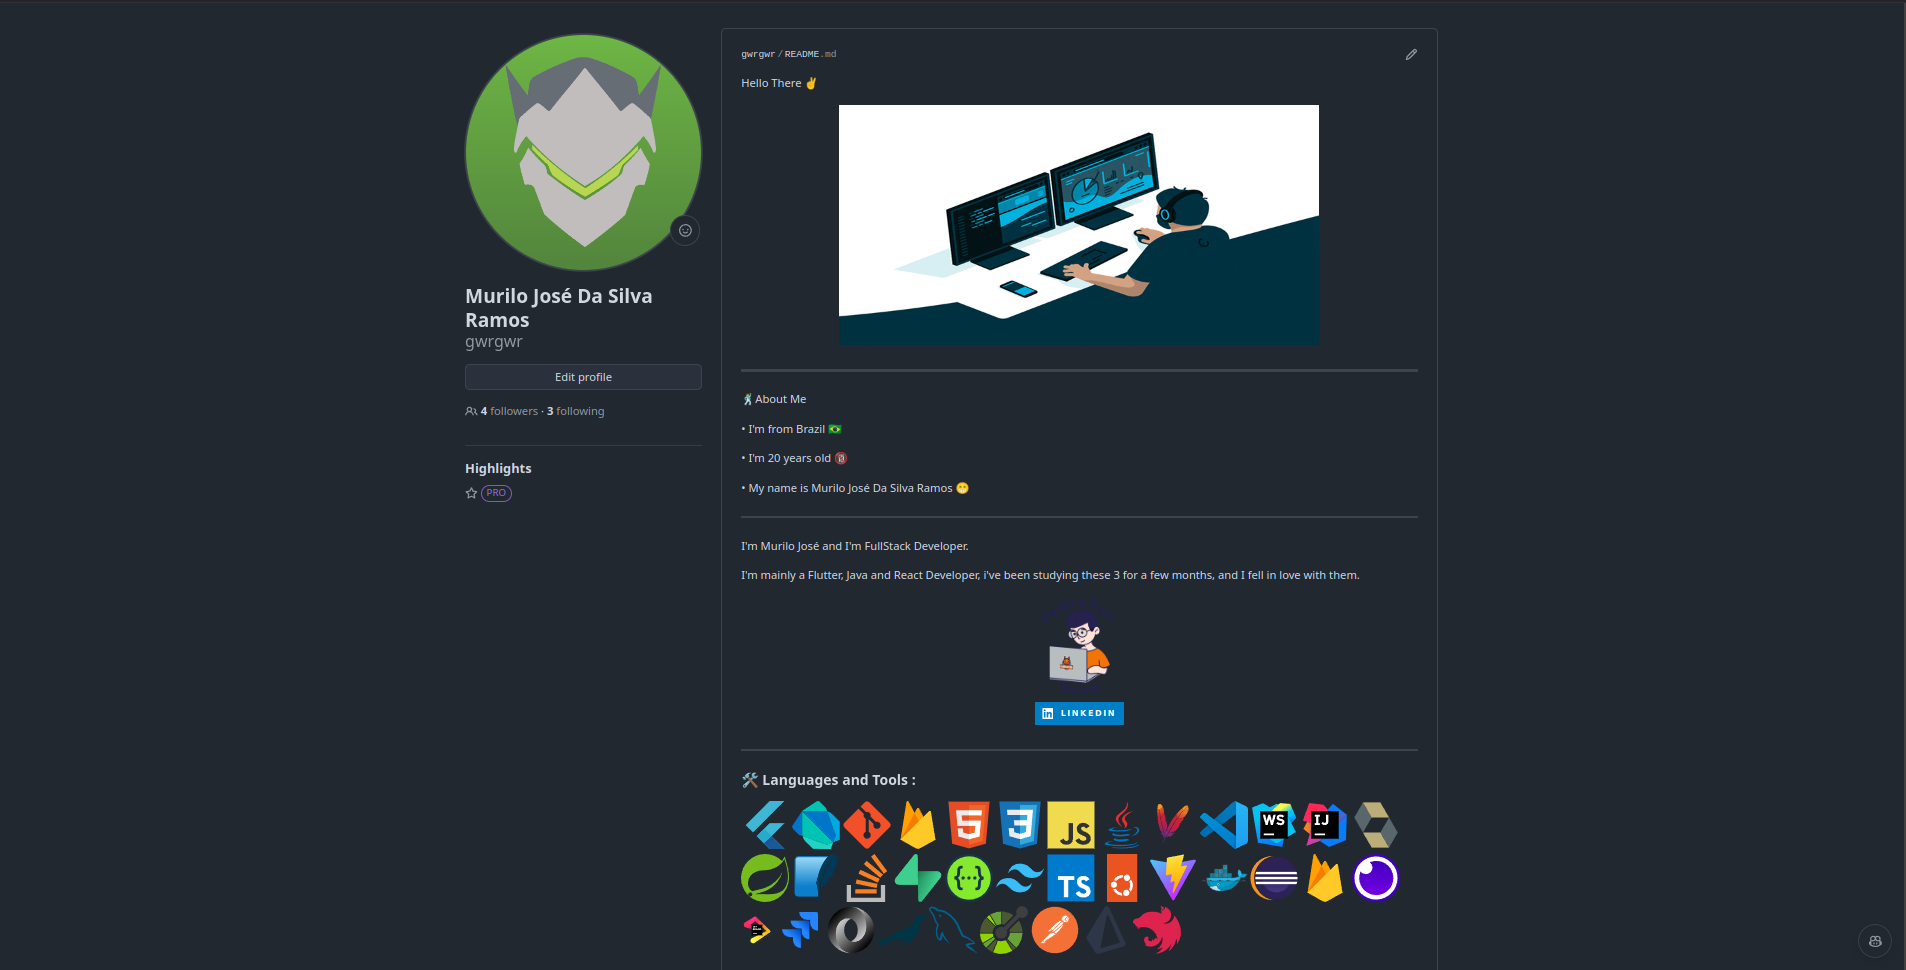 Murilo José Da Silva
Ramos
gwrgwr
Edit profile
4 followers · 3 following
Highlights
PRO
gwrgwr / README.md
Hello There ✌️
🕺About Me
• I'm from Brazil 🇧🇷
• I'm 20 years old 🔞
• My name is Murilo José Da Silva Ramos 😁
I'm Murilo José and I'm FullStack Developer.
I'm mainly a Flutter, Java and React Developer, i've been studying these 3 for a few months, and I fell in love with them.
in LINKEDIN
🛠️ Languages and Tools :
5 3 JS WS IJ
{···} TS